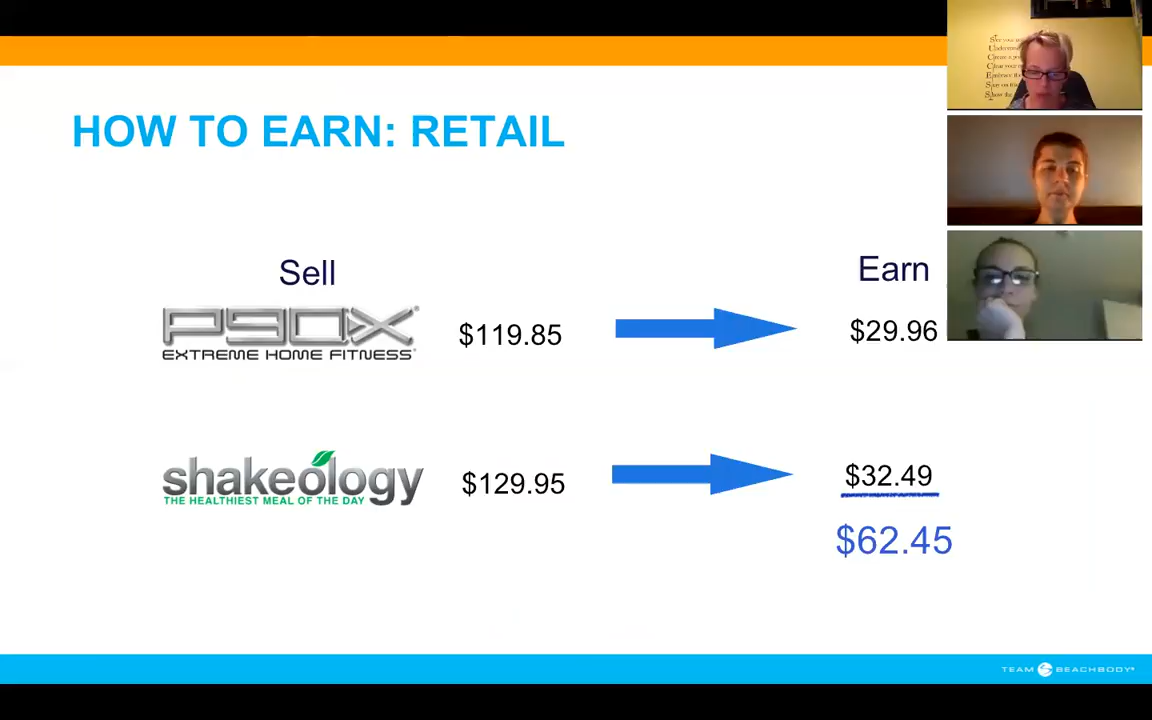 HOW TO EARN: RETAIL
Sell
Earn
P90X®
EXTREME HOME FITNESS®
$119.85
$29.96
shakeology
THE HEALTHIEST MEAL OF THE DAY
$129.95
$32.49
$62.45
TEAM BEACHBODY®